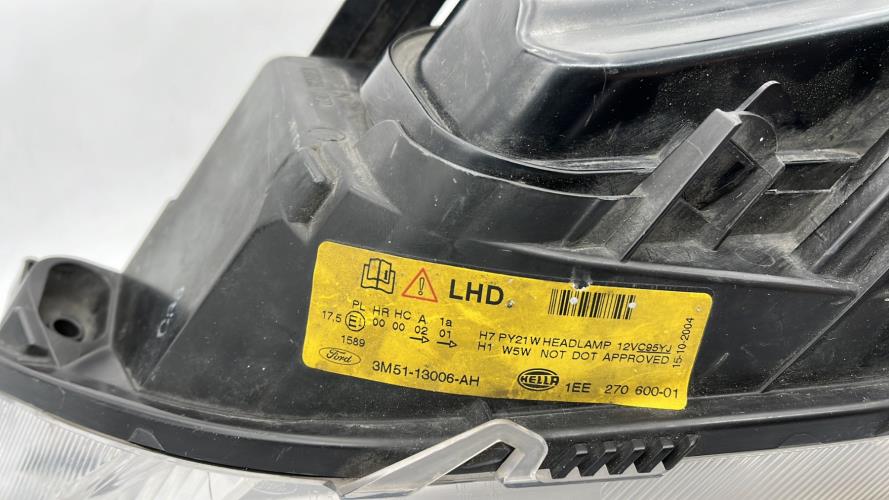 LHD
PL HR HC A 1a
17,5 E1 00 00 02 01
1589
H7 PY21W HEADLAMP 12VC95YJ
H1 W5W NOT DOT APPROVED
15-10-2004
Ford
3M51-13006-AH
HELLA
1EE 270 600-01